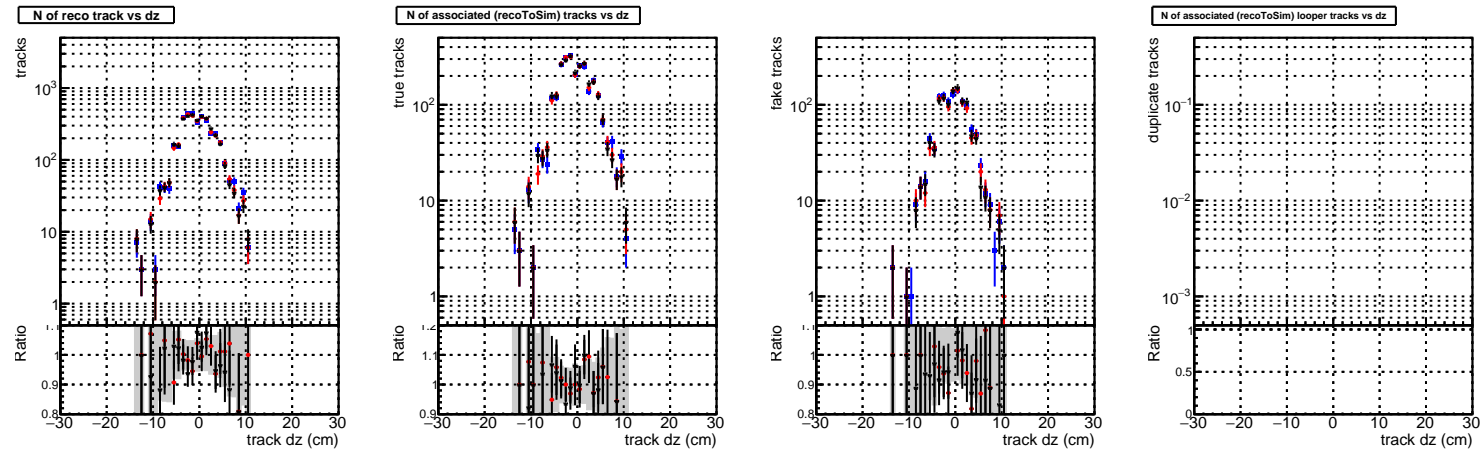 N of reco track vs dz
tracks
10³
10²
10
1
Ratio
1.1
1
0.9
0.8
−30 −20 −10 0 10 20 30
track dz (cm)
N of associated (recoToSim) tracks vs dz
true tracks
10²
10
1
Ratio
1.2
1.1
1
0.9
−30 −20 −10 0 10 20 30
track dz (cm)
fake tracks
10²
10
1
Ratio
1.1
1
0.9
0.8
−30 −20 −10 0 10 20 30
track dz (cm)
N of associated (recoToSim) looper tracks vs dz
duplicate tracks
10⁻¹
10⁻²
10⁻³
Ratio
1
0.5
0
−30 −20 −10 0 10 20 30
track dz (cm)